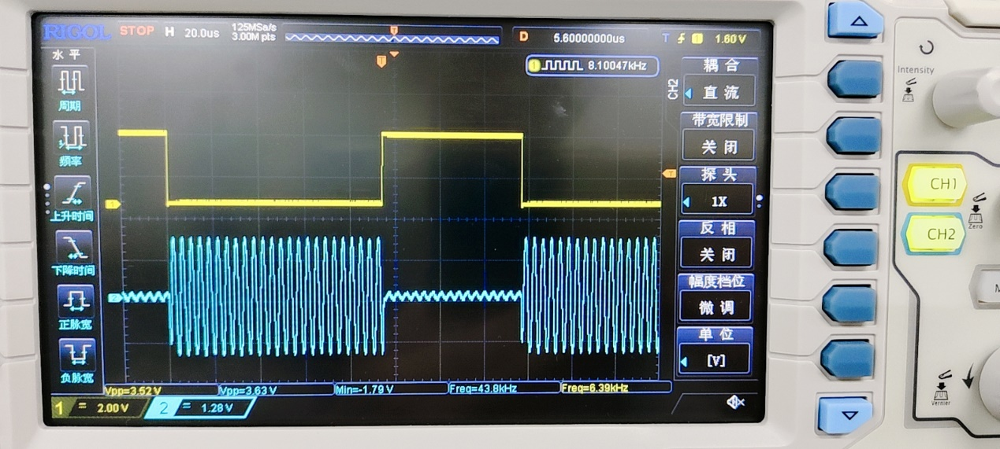 RIGOL STOP H 20.0us 125MSa/s 3.00M pts D 5.60000000us T 1 1.60 V
T
T
水平
1 8.10047kHz
周期
频率
上升时间
下降时间
正脉宽
负脉宽
CH2
耦合
直流
带宽限制
关闭
探头
1X
反相
关闭
幅度档位
微调
单位
[V]
1
2
T
Vpp=3.52 V Vpp=3.63 V Min=-1.79 V Freq=43.8kHz Freq=6.39kHz
1 = 2.00 V 2 = 1.28 V
Intensity
CH1
CH2
Zero
Vernier